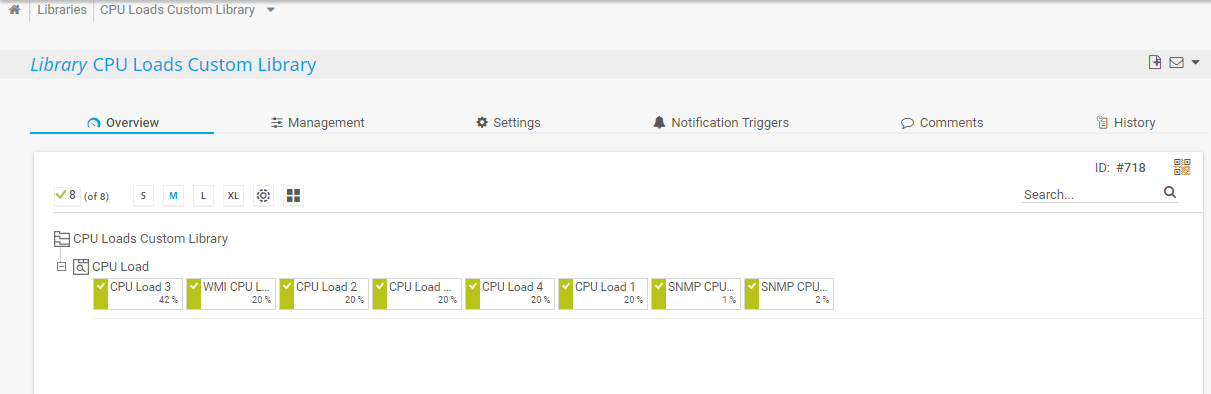 Libraries CPU Loads Custom Library
Library CPU Loads Custom Library
Overview Management Settings Notification Triggers Comments History
ID: #718
8 (of 8) S M L XL Search...
CPU Loads Custom Library
CPU Load
CPU Load 3 WMI CPU L... CPU Load 2 CPU Load ... CPU Load 4 CPU Load 1 SNMP CPU... SNMP CPU...
42 % 20 % 20 % 20 % 20 % 20 % 1 % 2 %